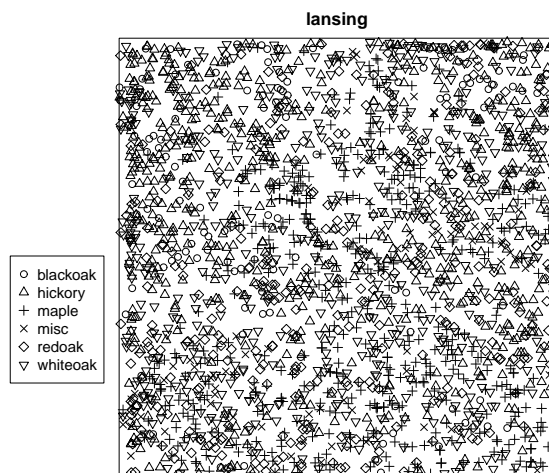 lansing
blackoak
hickory
maple
misc
redoak
whiteoak